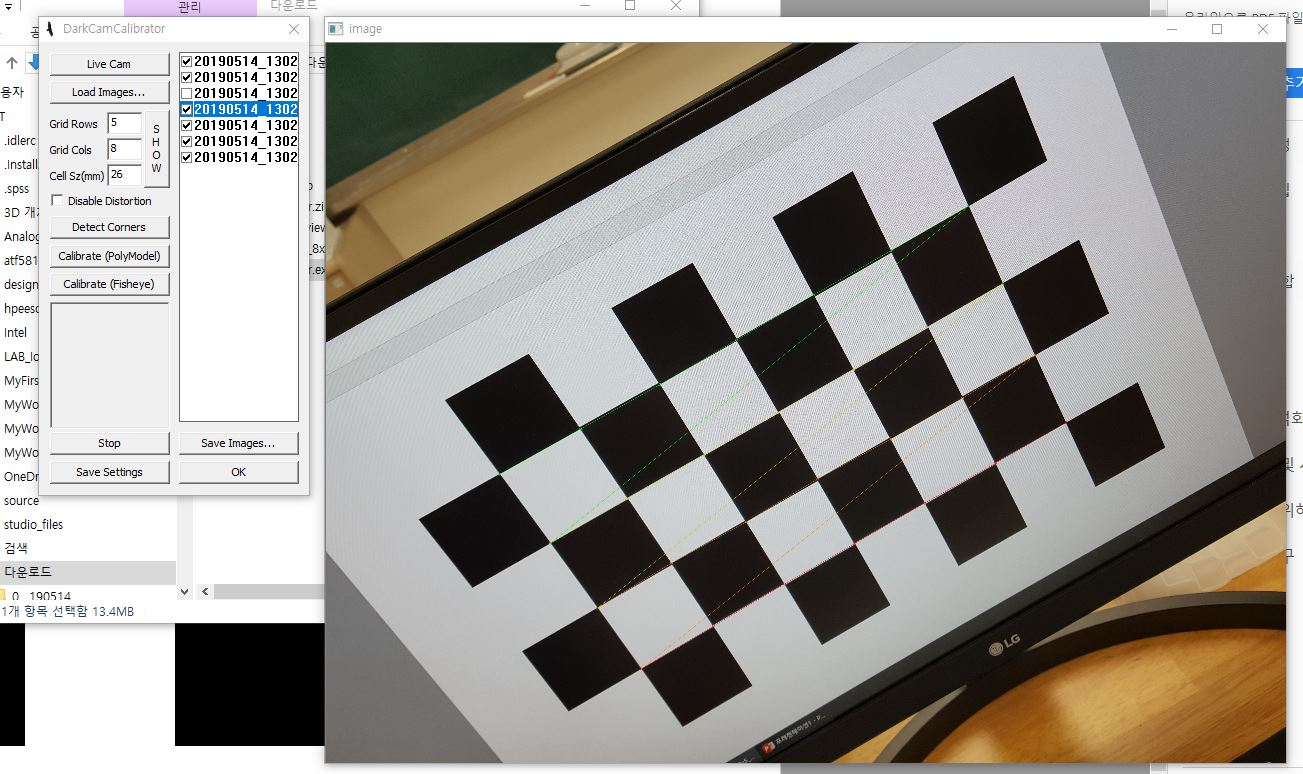 관리
다운로드
DarkCamCalibrator
Live Cam
Load Images...
Grid Rows 5
Grid Cols 8
Cell Sz(mm) 26
SHOW
Disable Distortion
Detect Corners
Calibrate (PolyModel)
Calibrate (Fisheye)
Stop
Save Settings
20190514_1302
20190514_1302
20190514_1302
20190514_1302
20190514_1302
20190514_1302
20190514_1302
Save Images...
OK
.idlerc
.Install
.spss
3D 개
Analog
atf581
design
hpeesc
Intel
MyFirs
MyWo
MyWo
MyWo
OneDr
source
studio_files
검색
다운로드
0_190514
1개 항목 선택함 13.4MB
image
LG